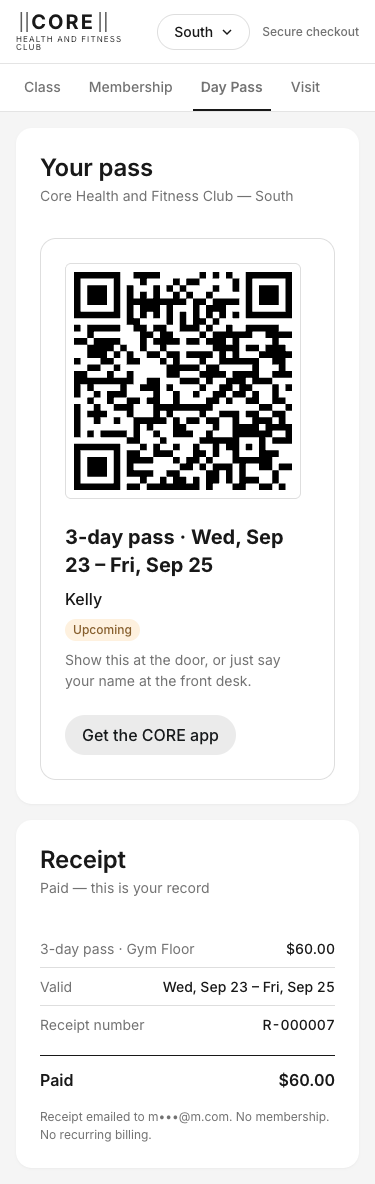 CORE
HEALTH AND FITNESS CLUB
South
Secure checkout
Class
Membership
Day Pass
Visit
Your pass
Core Health and Fitness Club — South
3-day pass · Wed, Sep
23 – Fri, Sep 25
Kelly
Upcoming
Show this at the door, or just say
your name at the front desk.
Get the CORE app
Receipt
Paid — this is your record
3-day pass · Gym Floor $60.00
Valid Wed, Sep 23 – Fri, Sep 25
Receipt number R-000007
Paid $60.00
Receipt emailed to m•••@m.com. No membership.
No recurring billing.